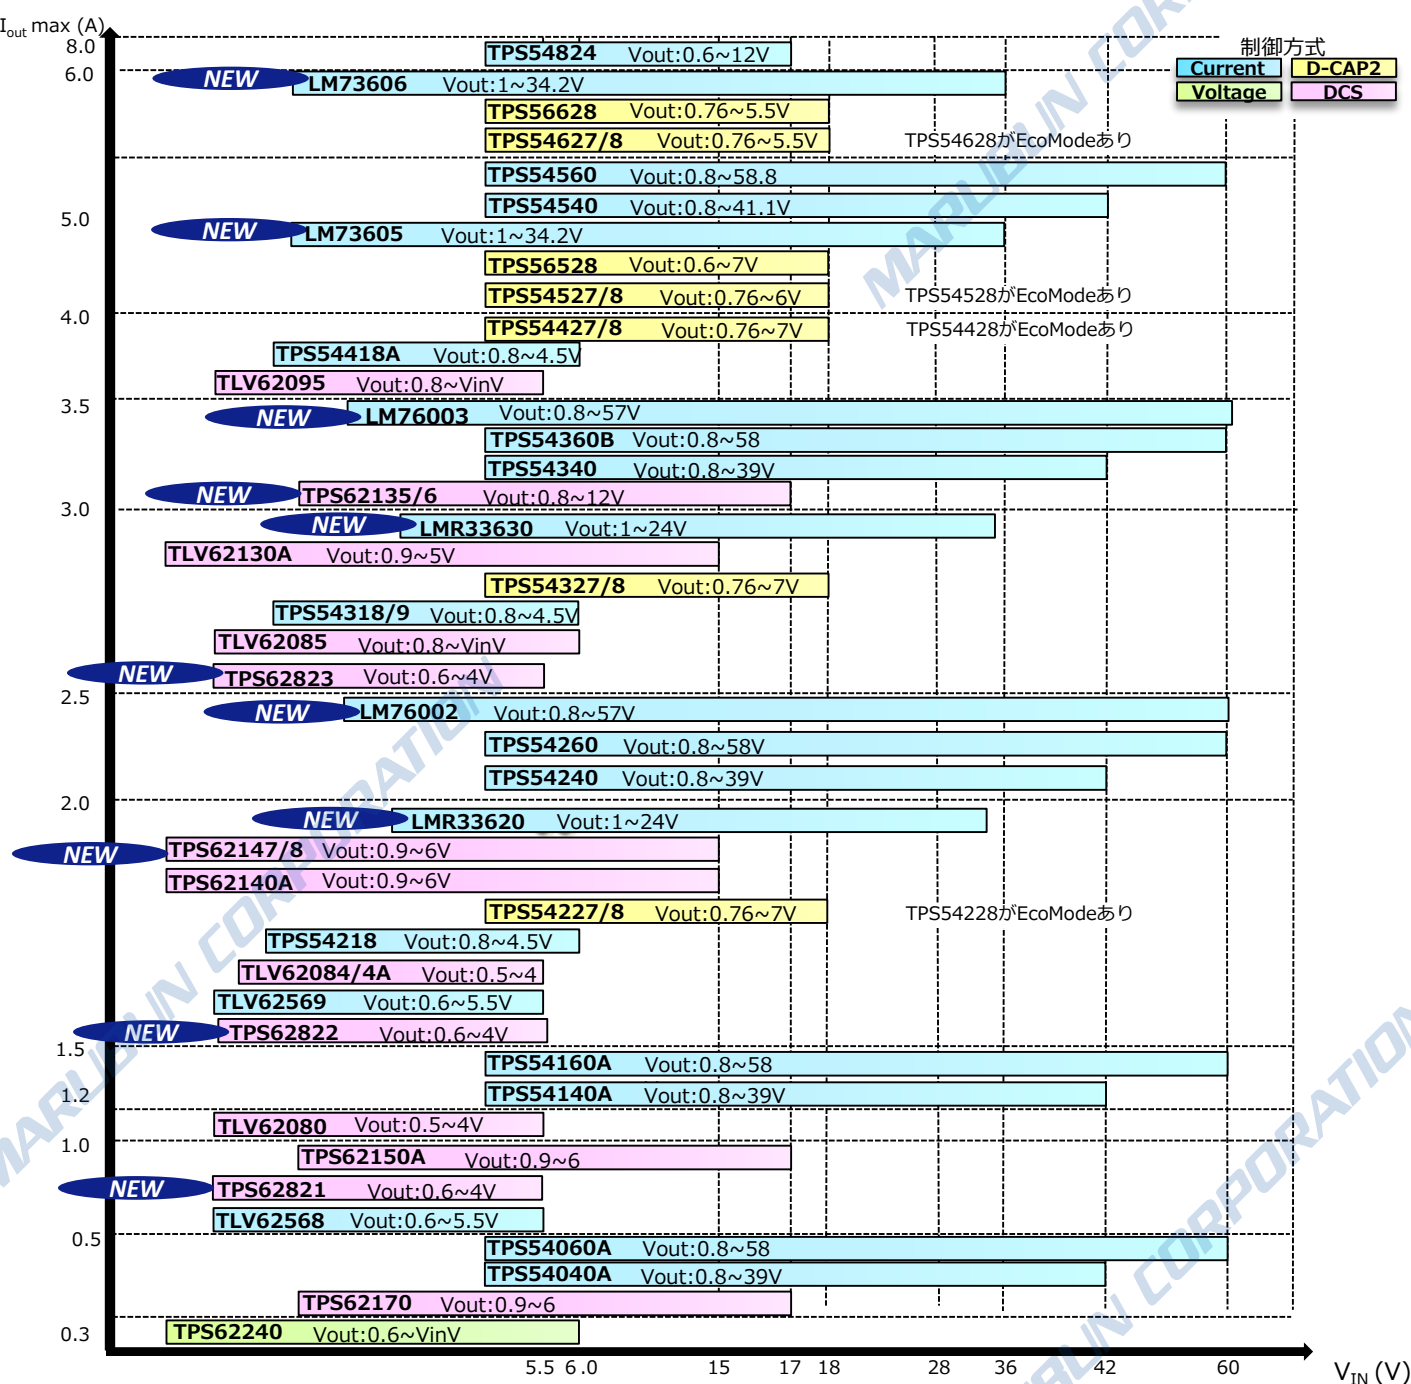 Iout max (A)
制御方式
Current
D-CAP2
Voltage
DCS
8.0
TPS54824 Vout:0.6~12V
6.0
NEW LM73606 Vout:1~34.2V
TPS56628 Vout:0.76~5.5V
TPS54627/8 Vout:0.76~5.5V TPS54628がEcoModeあり
TPS54560 Vout:0.8~58.8
TPS54540 Vout:0.8~41.1V
5.0
NEW LM73605 Vout:1~34.2V
TPS56528 Vout:0.6~7V
TPS54527/8 Vout:0.76~6V TPS54528がEcoModeあり
4.0
TPS54427/8 Vout:0.76~7V TPS54428がEcoModeあり
TPS54418A Vout:0.8~4.5V
TLV62095 Vout:0.8~VinV
3.5
NEW LM76003 Vout:0.8~57V
TPS54360B Vout:0.8~58
TPS54340 Vout:0.8~39V
NEW TPS62135/6 Vout:0.8~12V
3.0
NEW LMR33630 Vout:1~24V
TLV62130A Vout:0.9~5V
TPS54327/8 Vout:0.76~7V
TPS54318/9 Vout:0.8~4.5V
TLV62085 Vout:0.8~VinV
NEW TPS62823 Vout:0.6~4V
2.5
NEW LM76002 Vout:0.8~57V
TPS54260 Vout:0.8~58V
TPS54240 Vout:0.8~39V
2.0
NEW LMR33620 Vout:1~24V
NEW TPS62147/8 Vout:0.9~6V
TPS62140A Vout:0.9~6V
TPS54227/8 Vout:0.76~7V TPS54228がEcoModeあり
TPS54218 Vout:0.8~4.5V
TLV62084/4A Vout:0.5~4
TLV62569 Vout:0.6~5.5V
NEW TPS62822 Vout:0.6~4V
1.5
TPS54160A Vout:0.8~58
1.2
TPS54140A Vout:0.8~39V
TLV62080 Vout:0.5~4V
1.0
TPS62150A Vout:0.9~6
NEW TPS62821 Vout:0.6~4V
TLV62568 Vout:0.6~5.5V
0.5
TPS54060A Vout:0.8~58
TPS54040A Vout:0.8~39V
TPS62170 Vout:0.9~6
0.3
TPS62240 Vout:0.6~VinV
5.5 6.0 15 17 18 28 36 42 60
VIN (V)
MARUBUN CORPORATION